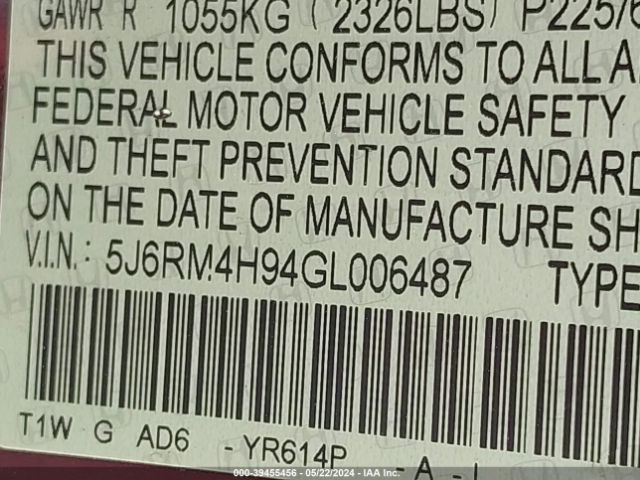 GAWR R 1055KG (2326LBS) P225/6
THIS VEHICLE CONFORMS TO ALL A
FEDERAL MOTOR VEHICLE SAFETY
AND THEFT PREVENTION STANDARD
ON THE DATE OF MANUFACTURE SH
V.I.N.: 5J6RM4H94GL006487 TYPE
T1W G AD6 - YR614P - A - I
000-39455456 - 05/22/2024 - IAA Inc.